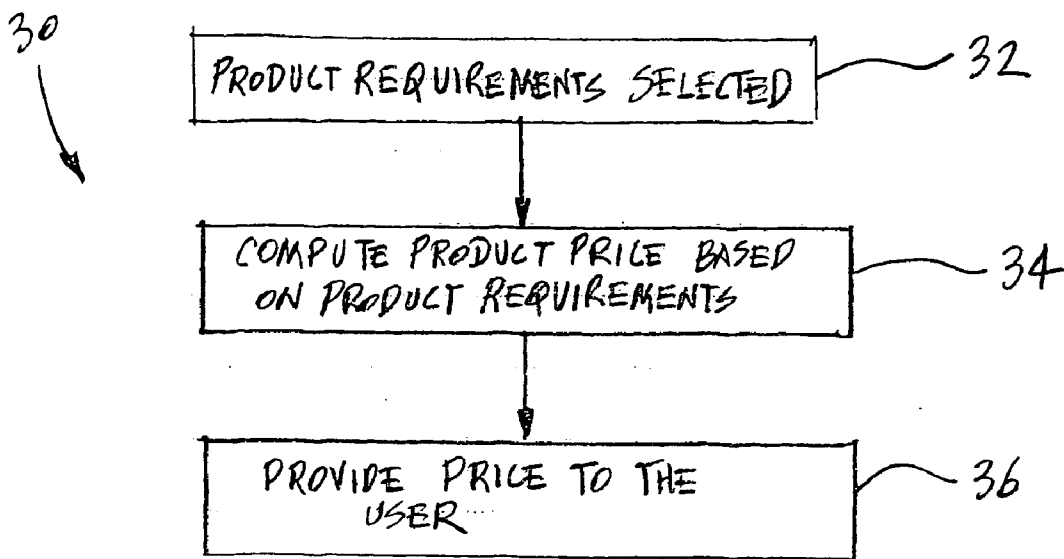 30
PRODUCT REQUIREMENTS SELECTED
32
COMPUTE PRODUCT PRICE BASED
ON PRODUCT REQUIREMENTS
34
PROVIDE PRICE TO THE
USER
36